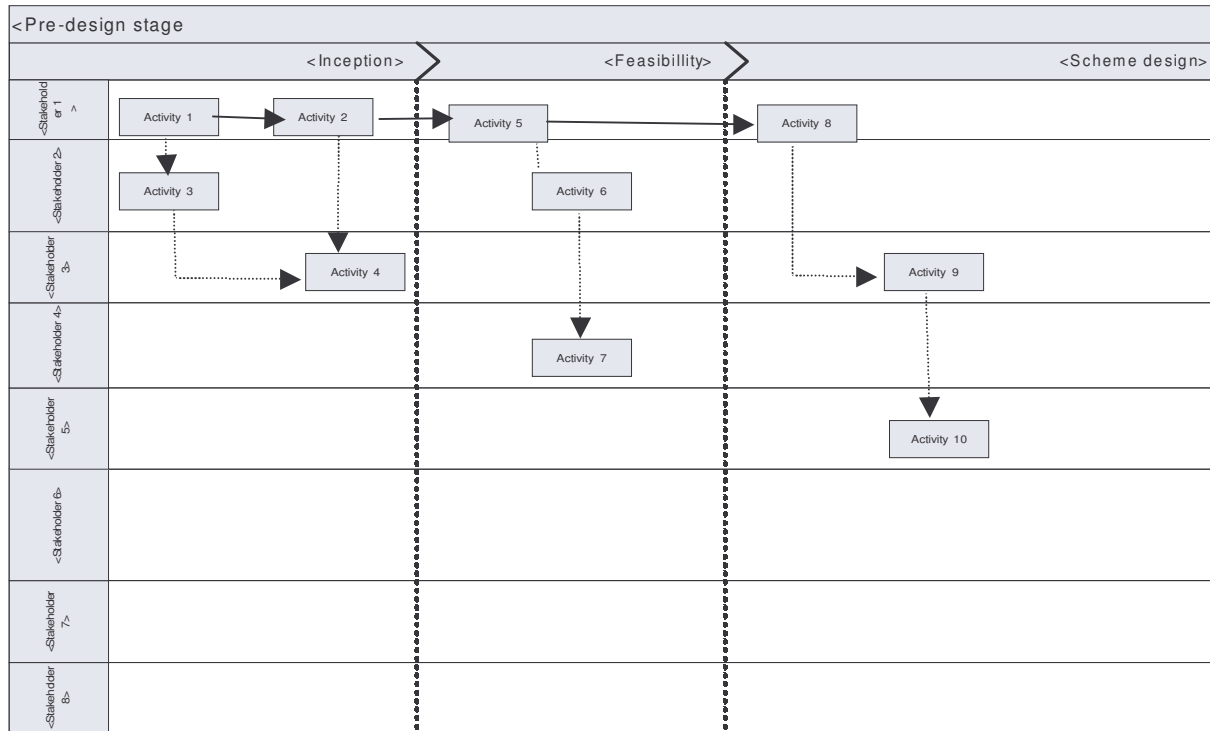 <Pre-design stage
<Inception>
<Feasibillity>
<Scheme design>
<Stakehold
er 1
>
Activity 1
Activity 2
Activity 5
Activity 8
<Stakeholder 2>
Activity 3
Activity 6
<Stakeholder
3>
Activity 4
Activity 9
<Stakeholder 4>
Activity 7
<Stakeholder
5>
Activity 10
<Stakeholder 6>
<Stakeholder
7>
<Stakeholder
8>